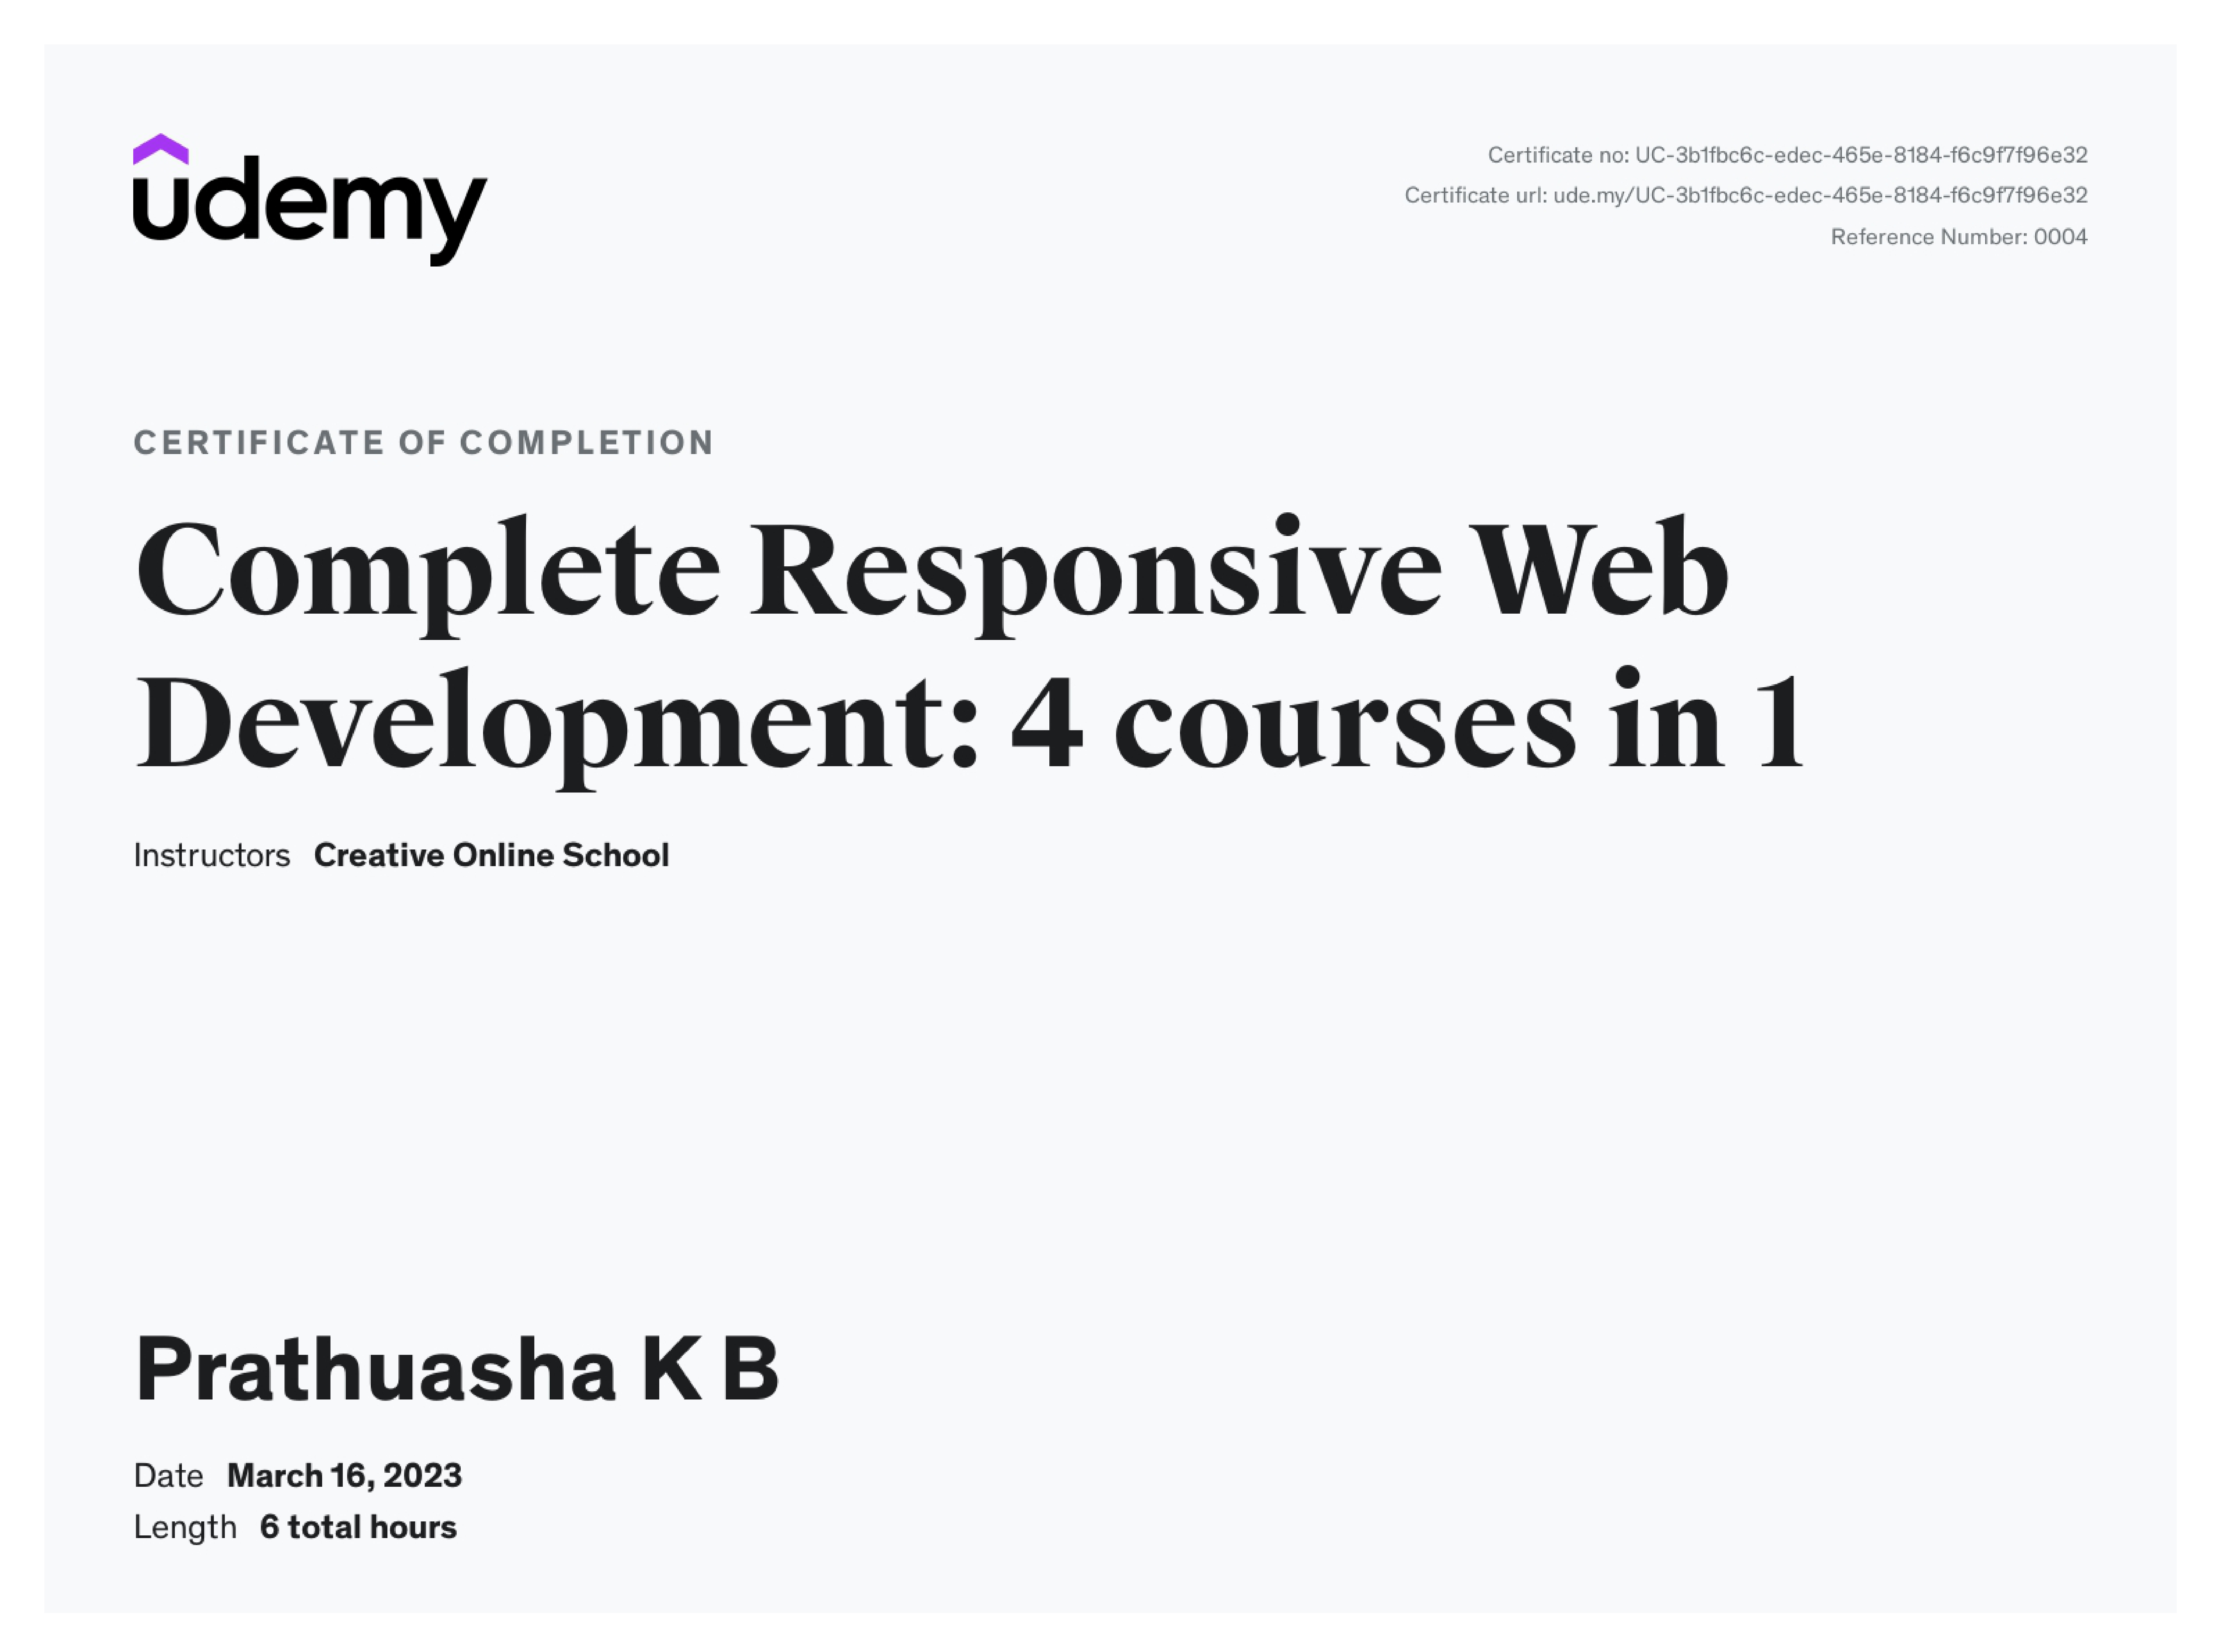 udemy
Certificate no: UC-3b1fbc6c-edec-465e-8184-f6c9f7f96e32
Certificate url: ude.my/UC-3b1fbc6c-edec-465e-8184-f6c9f7f96e32
Reference Number: 0004
CERTIFICATE OF COMPLETION
Complete Responsive Web
Development: 4 courses in 1
Instructors Creative Online School
Prathuasha K B
Date March 16, 2023
Length 6 total hours